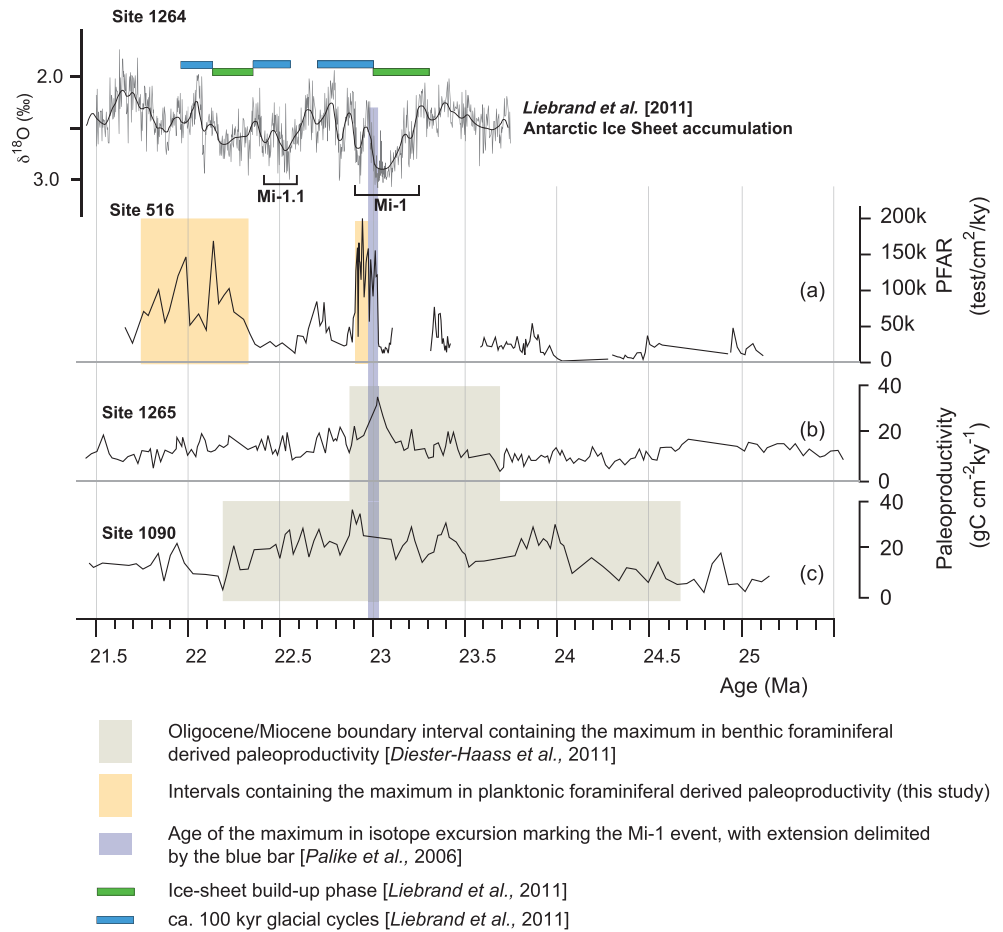 Site 1264
2.0
3.0
δ18O (‰)
Liebrand et al. [2011]
Antarctic Ice Sheet accumulation
Mi-1.1
Mi-1
Site 516
200k
150k
100k
50k
0
PFAR
(test/cm2/ky)
(a)
Site 1265
40
20
0
(b)
Site 1090
40
20
0
(c)
Paleoproductivity
(gC cm-2ky-1)
21.5 22 22.5 23 23.5 24 24.5 25
Age (Ma)
Oligocene/Miocene boundary interval containing the maximum in benthic foraminiferal
derived paleoproductivity [Diester-Haass et al., 2011]
Intervals containing the maximum in planktonic foraminiferal derived paleoproductivity (this study)
Age of the maximum in isotope excursion marking the Mi-1 event, with extension delimited
by the blue bar [Palike et al., 2006]
Ice-sheet build-up phase [Liebrand et al., 2011]
ca. 100 kyr glacial cycles [Liebrand et al., 2011]